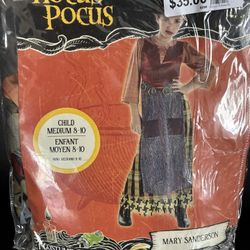 Hocus
Pocus
$35.00
CHILD
MEDIUM 8-10
ENFANT
MOYEN 8-10
MARY SANDERSON